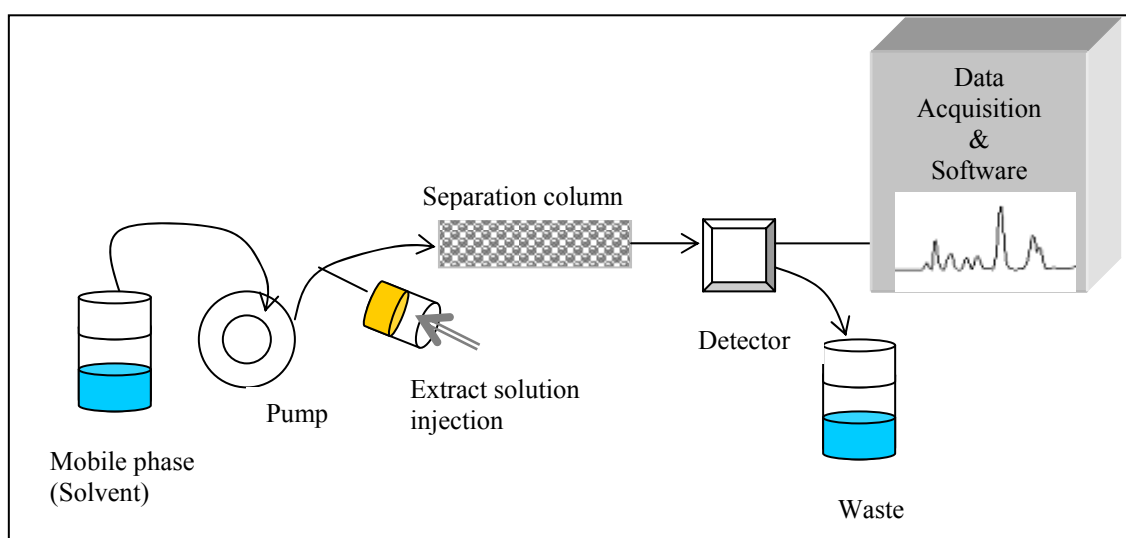 Data
Acquisition
&
Software
Separation column
Detector
Extract solution
injection
Pump
Mobile phase
(Solvent)
Waste